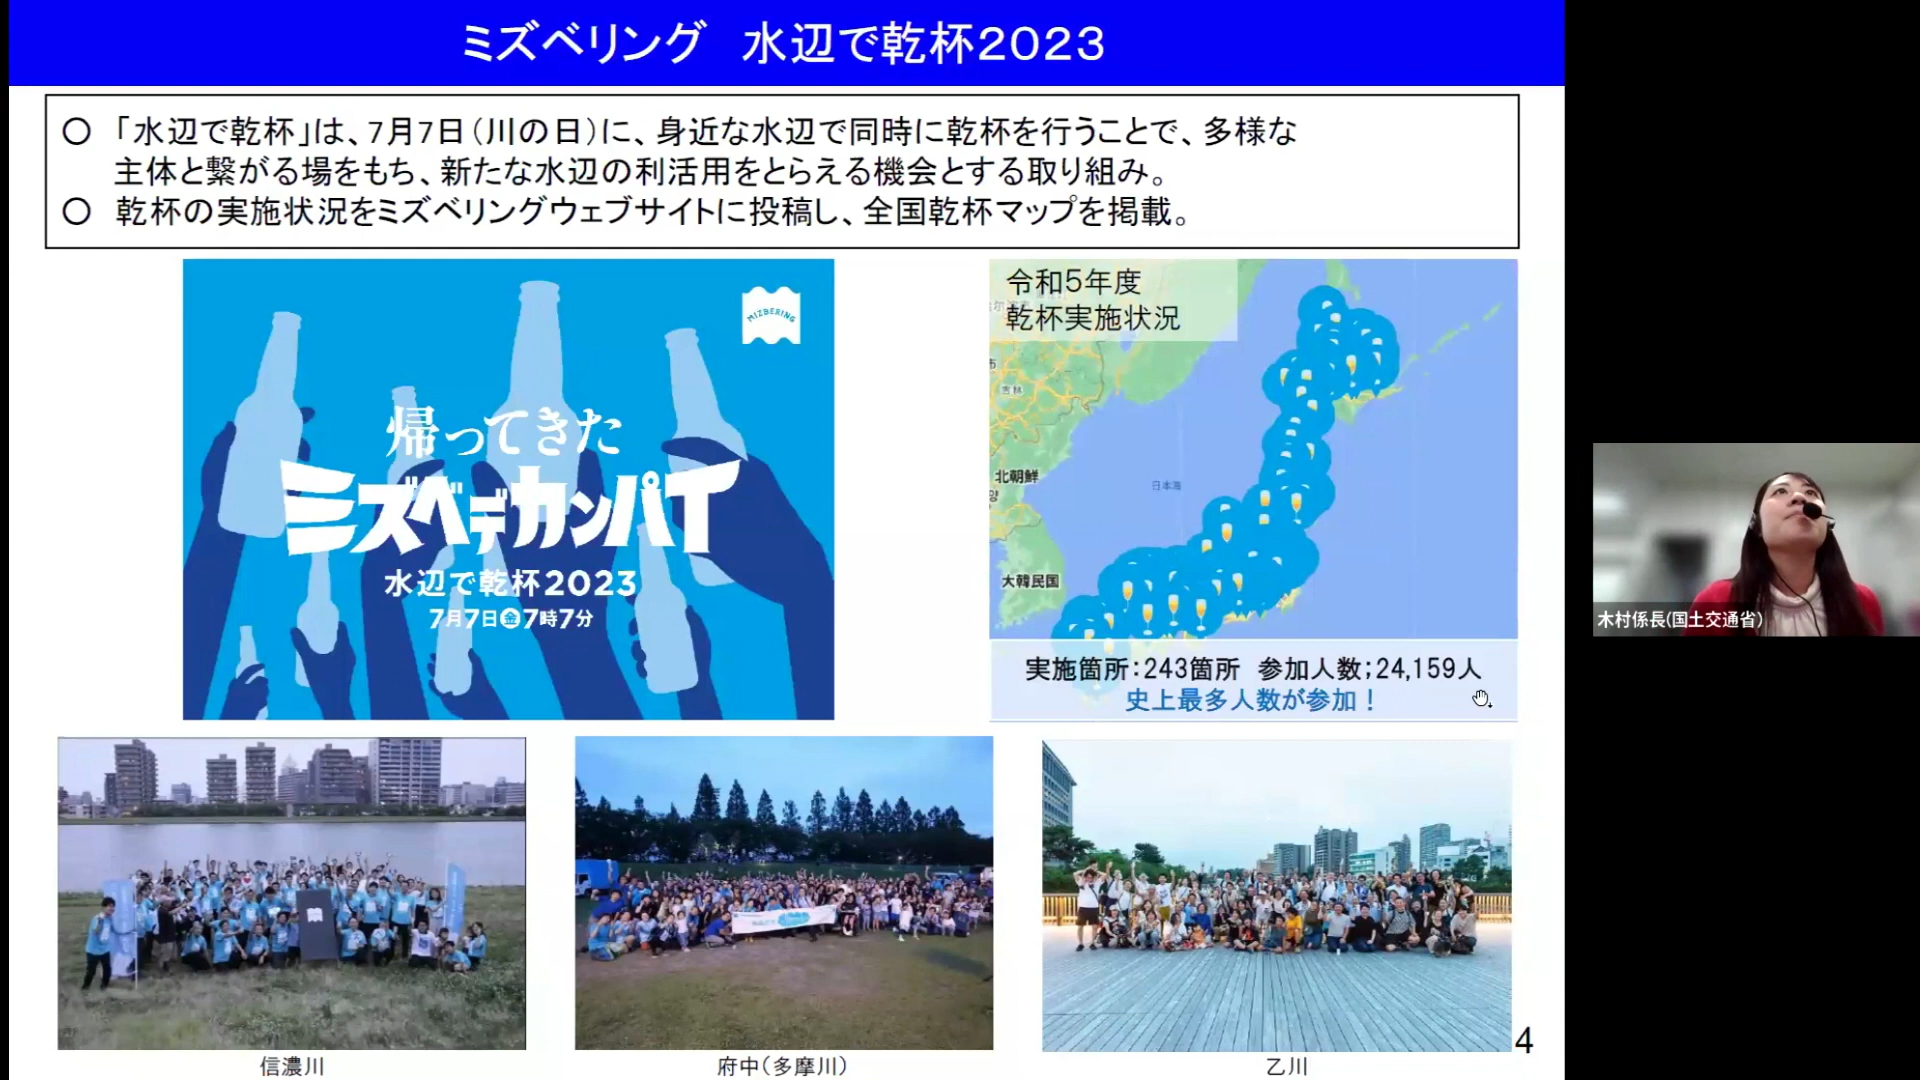 ミズベリング　水辺で乾杯２０２３
○ 「水辺で乾杯」は、7月7日（川の日）に、身近な水辺で同時に乾杯を行うことで、多様な
主体と繋がる場をもち、新たな水辺の利活用をとらえる機会とする取り組み。
○ 乾杯の実施状況をミズベリングウェブサイトに投稿し、全国乾杯マップを掲載。
MIZBERING
帰ってきた
ミズベデカンパイ
水辺で乾杯2023
7月7日㊎7時7分
令和5年度
乾杯実施状況
吉林
北朝鮮
日本海
大韓民国
実施箇所：243箇所　参加人数；24,159人
史上最多人数が参加！
木村係長(国土交通省)
信濃川
府中（多摩川）
乙川
4